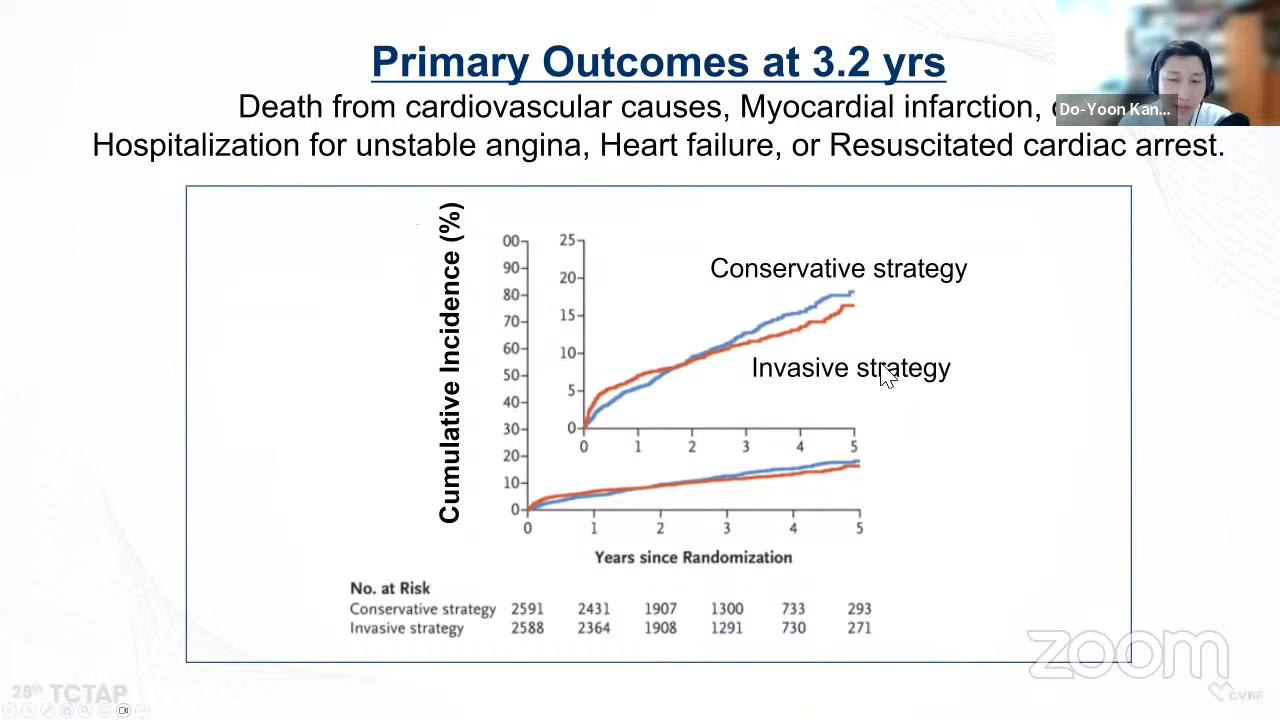 Primary Outcomes at 3.2 yrs
Death from cardiovascular causes, Myocardial infarction,
Do-Yoon Kan...
Hospitalization for unstable angina, Heart failure, or Resuscitated cardiac arrest.
Cumulative Incidence (%)
00
90
80
70
60
50
40
30
20
10
0
25
20
15
10
5
0
Conservative strategy
Invasive strategy
0 1 2 3 4 5
0 1 2 3 4 5
Years since Randomization
No. at Risk
Conservative strategy 2591 2431 1907 1300 733 293
Invasive strategy 2588 2364 1908 1291 730 271
zoom
28th TCTAP
CVRF